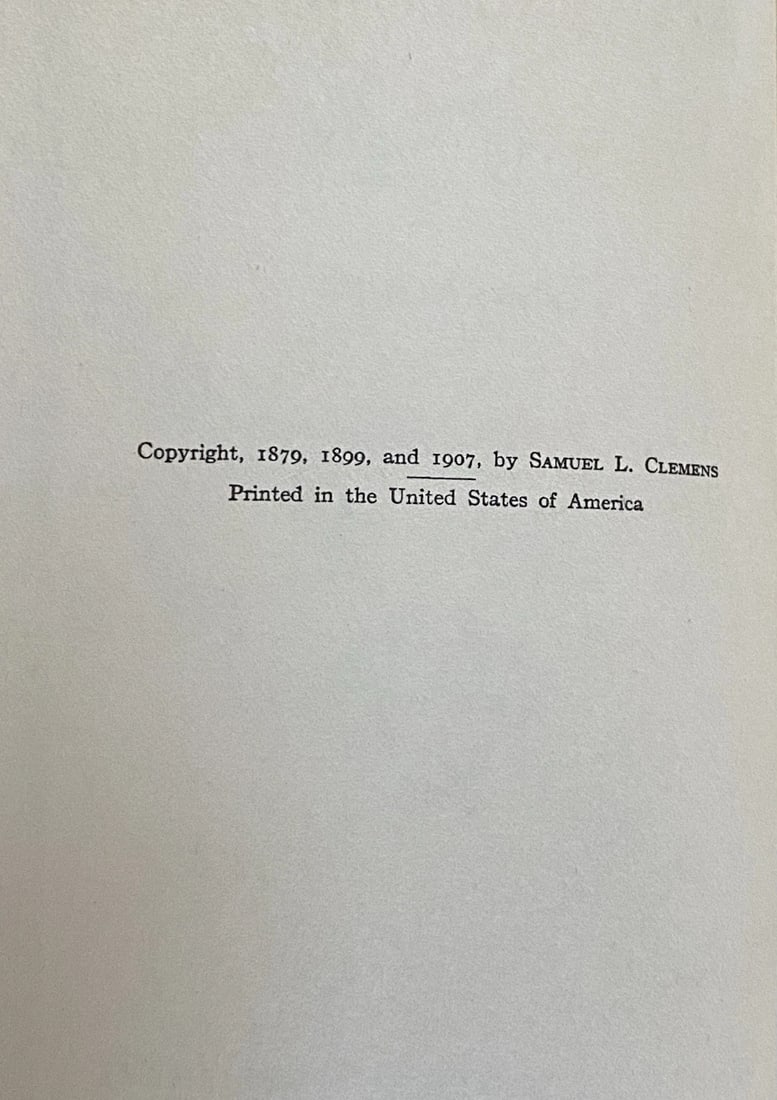 Copyright, 1879, 1899, and 1907, by SAMUEL L. CLEMENS
Printed in the United States of America